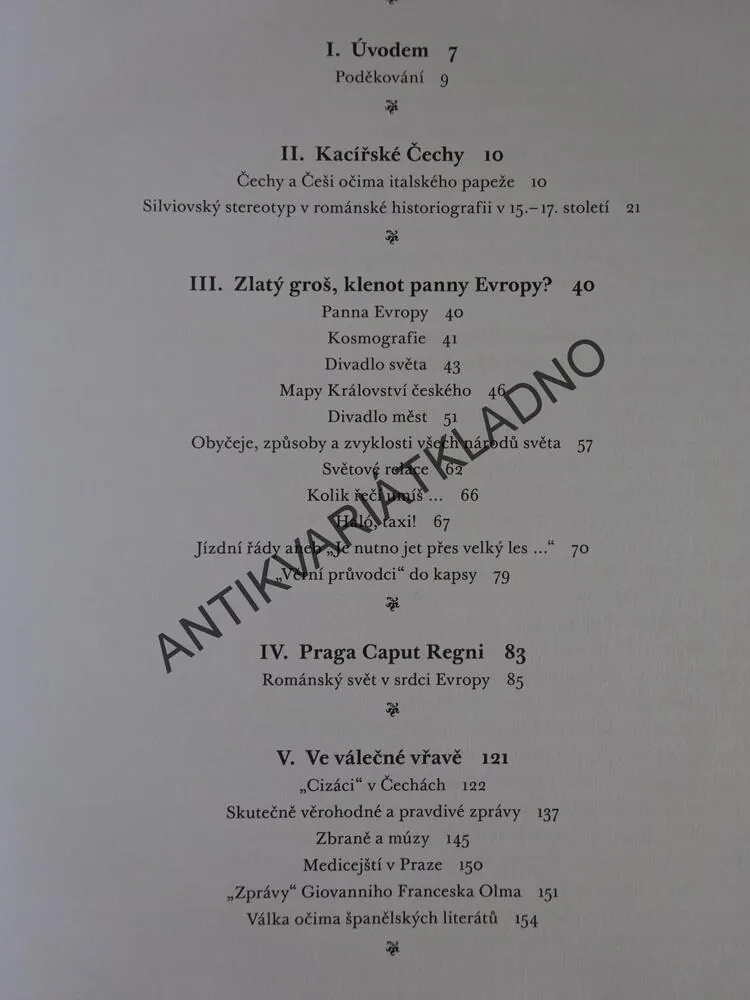 I. Úvodem 7
Poděkování 9
II. Kacířské Čechy 10
Čechy a Češi očima italského papeže 10
Silviovský stereotyp v románské historiografii v 15.–17. století 21
III. Zlatý groš, klenot panny Evropy? 40
Panna Evropy 40
Kosmografie 41
Divadlo světa 43
Mapy Království českého 46
Divadlo měst 51
Obyčeje, způsoby a zvyklosti všech národů světa 57
Světové relace 62
Kolik řečí umíš ... 66
Haló, taxi! 67
Jízdní řády aneb „Je nutno jet přes velký les ...“ 70
„Věrní průvodci“ do kapsy 79
ANTIKVARIÁTKLADNO
IV. Praga Caput Regni 83
Románský svět v srdci Evropy 85
V. Ve válečné vřavě 121
„Cizáci“ v Čechách 122
Skutečně věrohodné a pravdivé zprávy 137
Zbraně a múzy 145
Medicejští v Praze 150
„Zprávy“ Giovanniho Franceska Olma 151
Válka očima španělských literátů 154